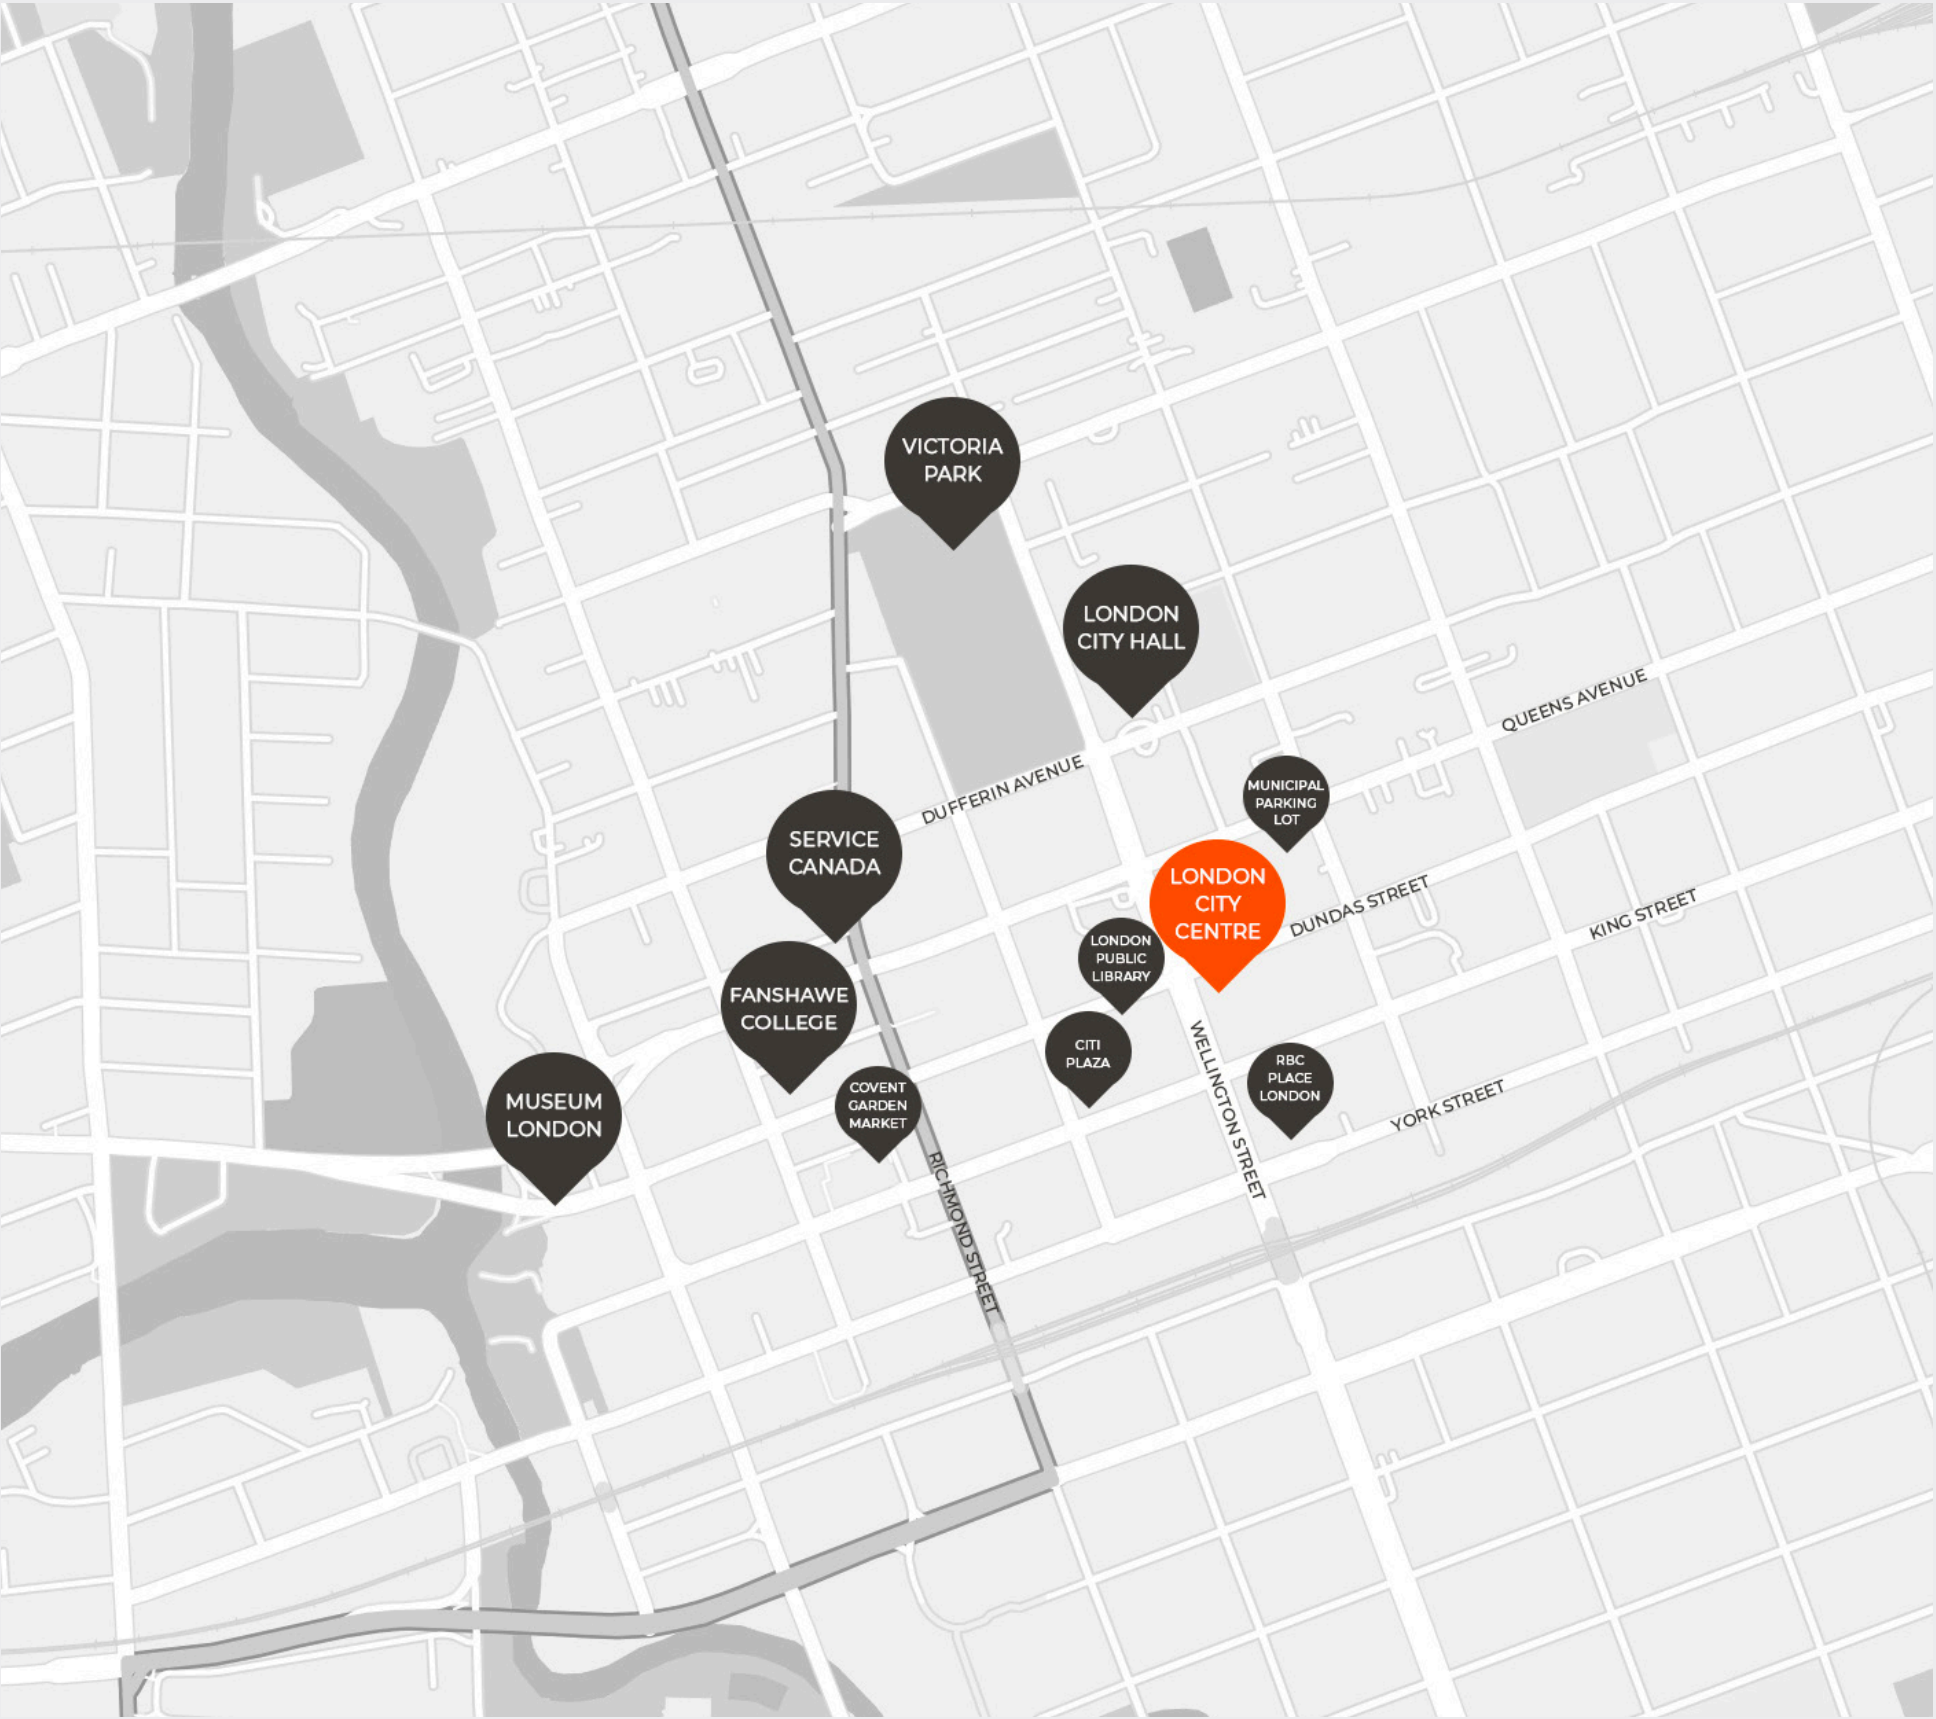 VICTORIA
PARK
LONDON
CITY HALL
QUEENS AVENUE
DUFFERIN AVENUE
MUNICIPAL
PARKING
LOT
SERVICE
CANADA
LONDON
CITY
CENTRE
DUNDAS STREET
KING STREET
LONDON
PUBLIC
LIBRARY
FANSHAWE
COLLEGE
CITI
PLAZA
WELLINGTON STREET
RBC
PLACE
LONDON
YORK STREET
COVENT
GARDEN
MARKET
MUSEUM
LONDON
RICHMOND STREET